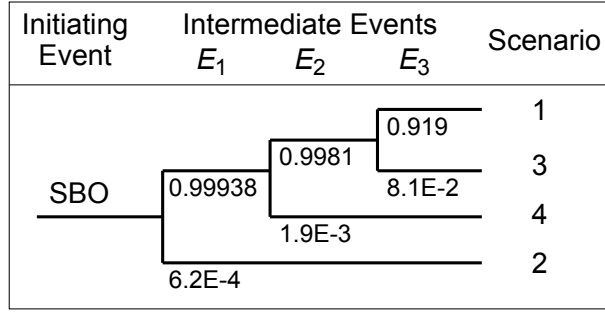 Initiating Event
Intermediate Events
Scenario
E1 E2 E3
SBO
0.99938
6.2E-4
0.9981
1.9E-3
0.919
8.1E-2
1
3
4
2